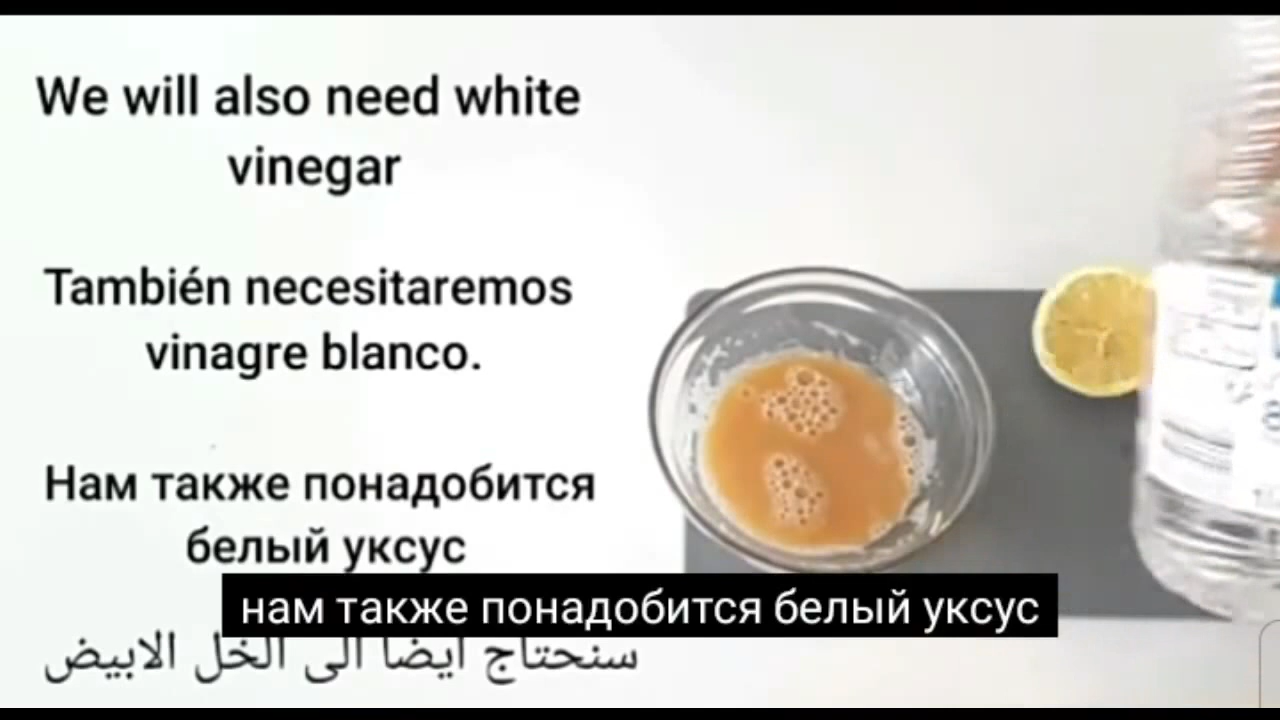 We will also need white
vinegar
También necesitaremos
vinagre blanco.
Нам также понадобится
белый уксус
нам также понадобится белый уксус
سنحتاج ايضا الى الخل الابيض